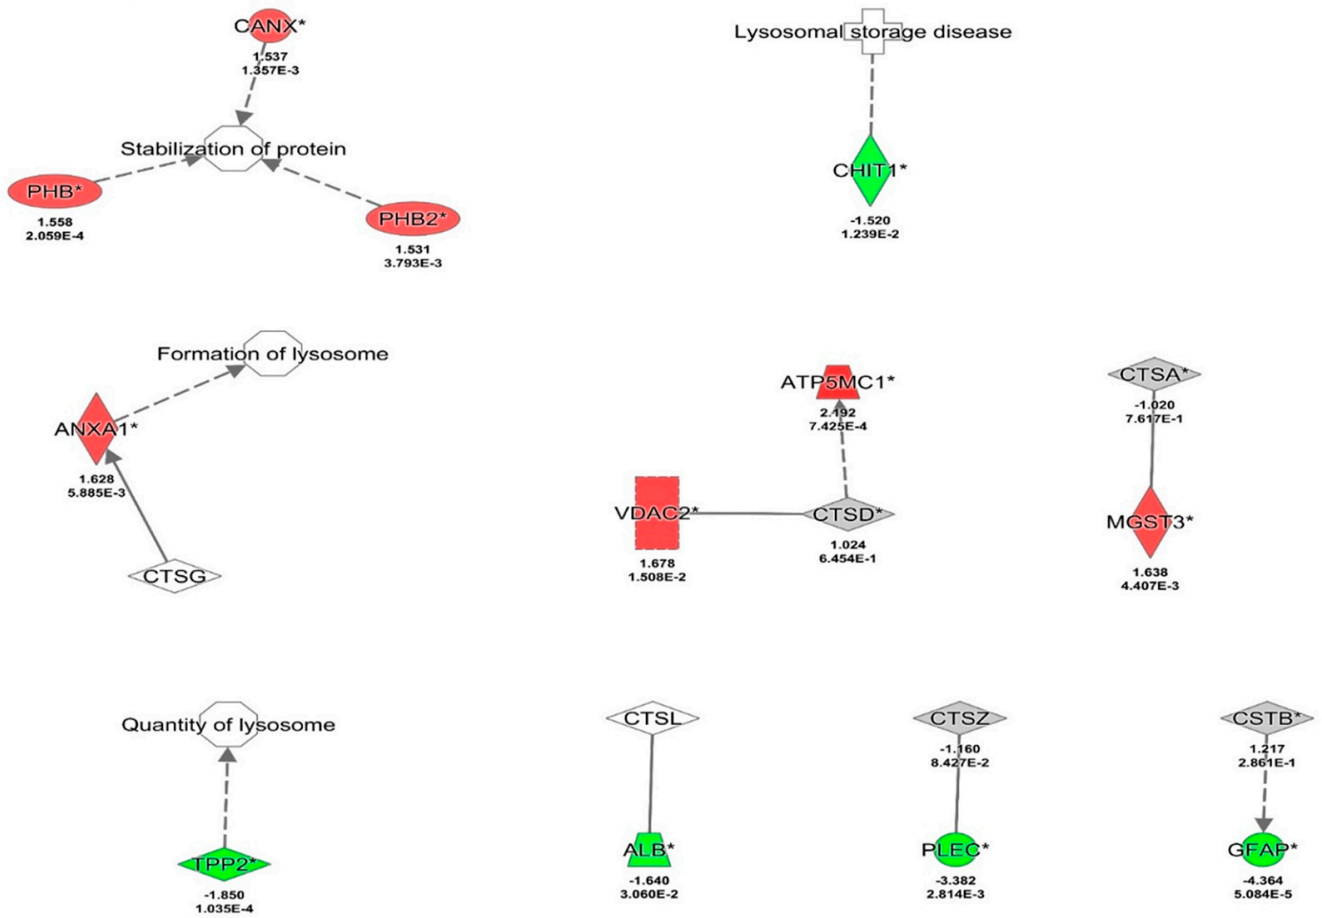 CANX*
1.537
1.357E-3
Stabilization of protein
PHB*
1.558
2.059E-4
PHB2*
1.531
3.793E-3
Lysosomal storage disease
CHIT1*
-1.520
1.239E-2
Formation of lysosome
ANXA1*
1.628
5.885E-3
CTSG
ATP5MC1*
2.192
7.425E-4
VDAC2*
1.678
1.508E-2
CTSD*
1.024
6.454E-1
CTSA*
-1.020
7.617E-1
MGST3*
1.638
4.407E-3
Quantity of lysosome
TPP2*
-1.850
1.035E-4
CTSL
ALB*
-1.640
3.060E-2
CTSZ
-1.160
8.427E-2
PLEC*
-3.382
2.814E-3
CSTB*
1.217
2.861E-1
GFAP*
-4.364
5.084E-5